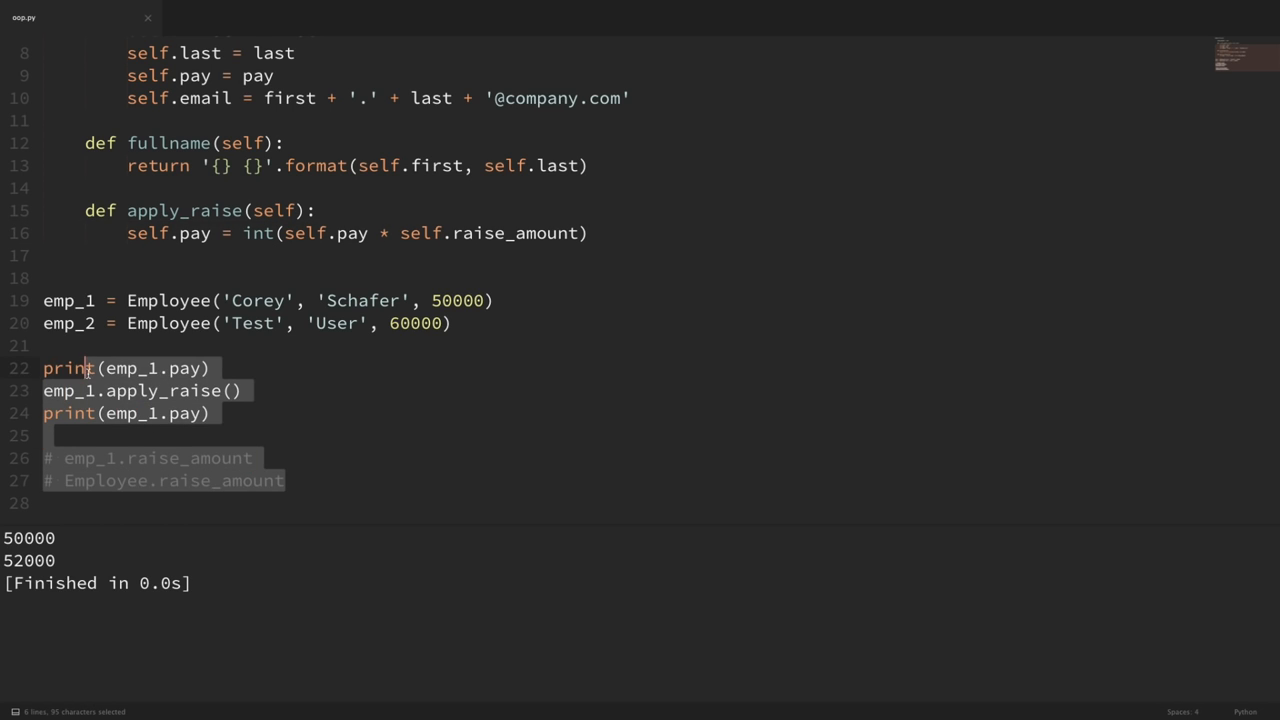 oop.py
8 self.last = last
9 self.pay = pay
10 self.email = first + '.' + last + '@company.com'
11
12 def fullname(self):
13 return '{} {}'.format(self.first, self.last)
14
15 def apply_raise(self):
16 self.pay = int(self.pay * self.raise_amount)
17
18
19 emp_1 = Employee('Corey', 'Schafer', 50000)
20 emp_2 = Employee('Test', 'User', 60000)
21
22 print(emp_1.pay)
23 emp_1.apply_raise()
24 print(emp_1.pay)
25
26 # emp_1.raise_amount
27 # Employee.raise_amount
28
50000
52000
[Finished in 0.0s]
6 lines, 95 characters selected
Spaces: 4
Python